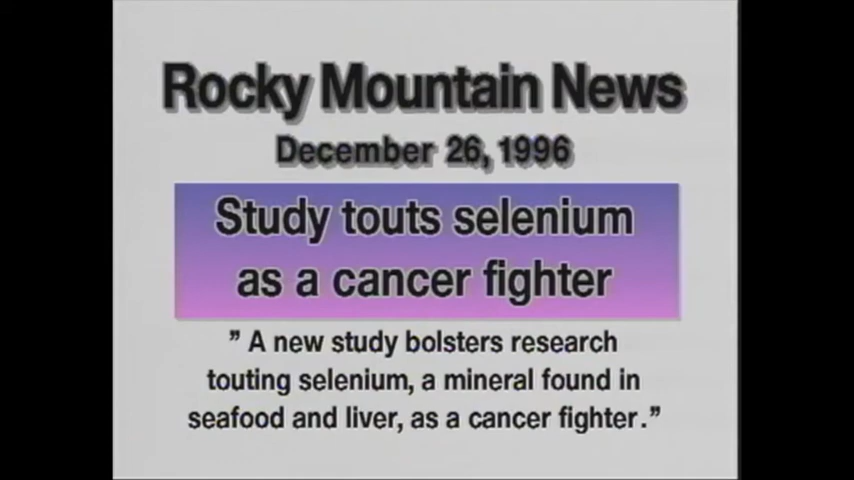 Rocky Mountain News
December 26, 1996
Study touts selenium
as a cancer fighter
” A new study bolsters research
touting selenium, a mineral found in
seafood and liver, as a cancer fighter.”